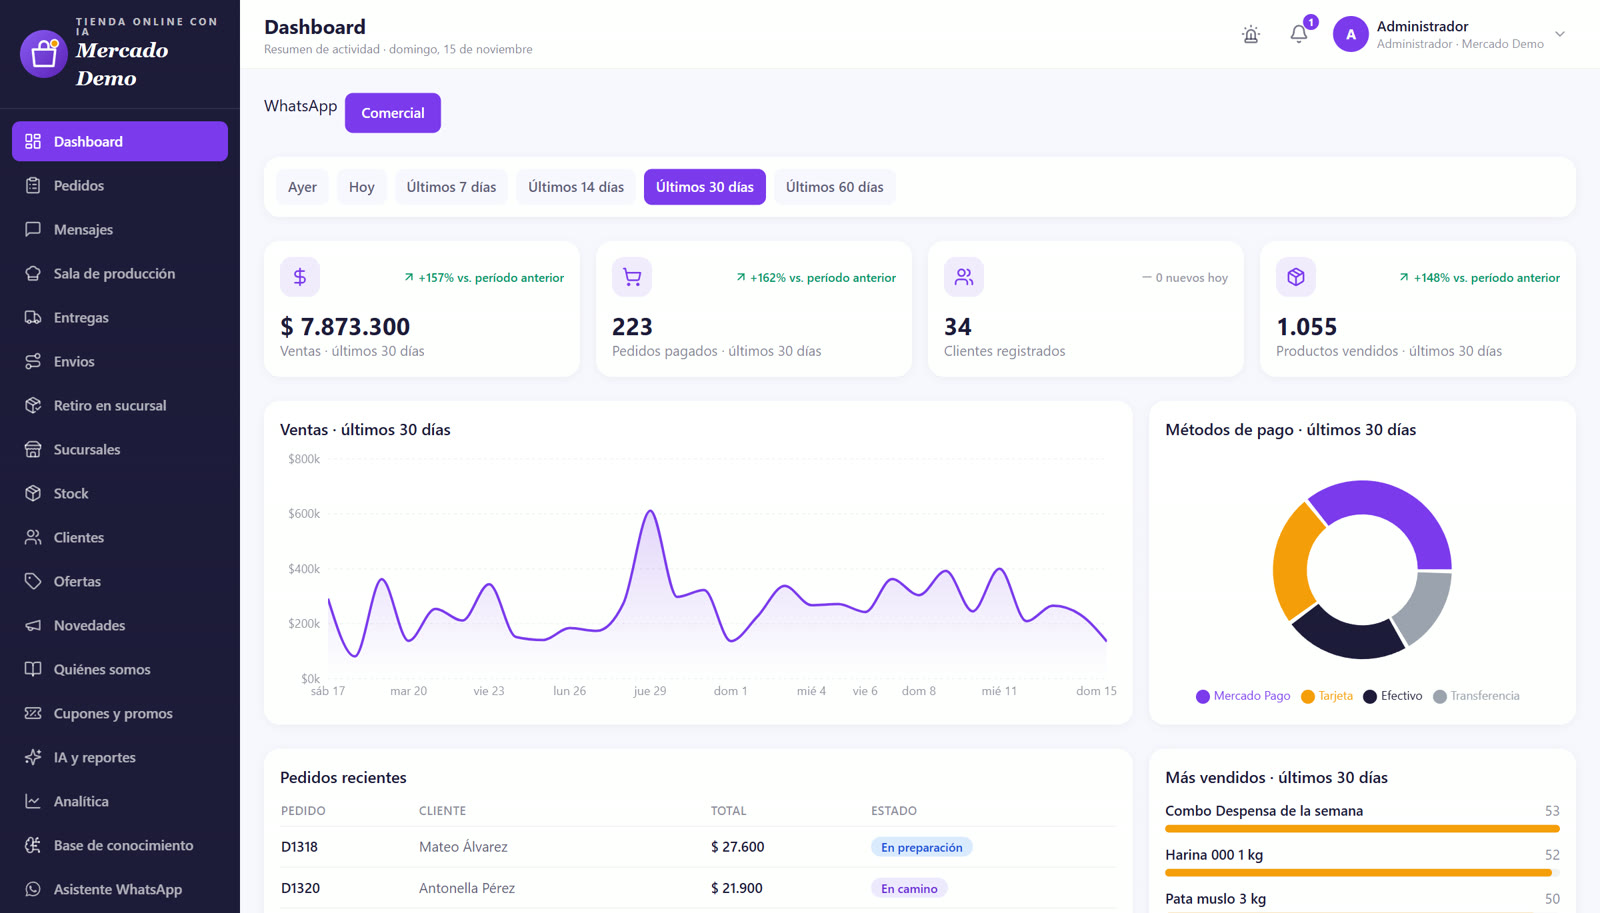 TIENDA ONLINE CON
IA
Mercado
Demo
Dashboard
Pedidos
Mensajes
Sala de producción
Entregas
Envios
Retiro en sucursal
Sucursales
Stock
Clientes
Ofertas
Novedades
Quiénes somos
Cupones y promos
IA y reportes
Analítica
Base de conocimiento
Asistente WhatsApp
Dashboard
Resumen de actividad · domingo, 15 de noviembre
1
A
Administrador
Administrador · Mercado Demo
WhatsApp
Comercial
Ayer
Hoy
Últimos 7 días
Últimos 14 días
Últimos 30 días
Últimos 60 días
+157% vs. período anterior
$ 7.873.300
Ventas · últimos 30 días
+162% vs. período anterior
223
Pedidos pagados · últimos 30 días
— 0 nuevos hoy
34
Clientes registrados
+148% vs. período anterior
1.055
Productos vendidos · últimos 30 días
Ventas · últimos 30 días
$800k
$600k
$400k
$200k
$0k
sáb 17 mar 20 vie 23 lun 26 jue 29 dom 1 mié 4 vie 6 dom 8 mié 11 dom 15
Métodos de pago · últimos 30 días
Mercado Pago Tarjeta Efectivo Transferencia
Pedidos recientes
PEDIDO CLIENTE TOTAL ESTADO
D1318 Mateo Álvarez $ 27.600 En preparación
D1320 Antonella Pérez $ 21.900 En camino
Más vendidos · últimos 30 días
Combo Despensa de la semana 53
Harina 000 1 kg 52
Pata muslo 3 kg 50